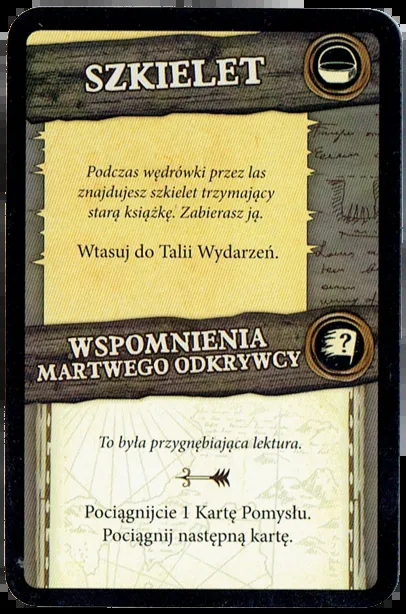 SZKIELET
Podczas wędrówki przez las
znajdujesz szkielet trzymający
starą książkę. Zabierasz ją.
Wtasuj do Talii Wydarzeń.
WSPOMNIENIA
MARTWEGO ODKRYWCY
?
To była przygnębiająca lektura.
Pociągnijcie 1 Kartę Pomysłu.
Pociągnij następną kartę.